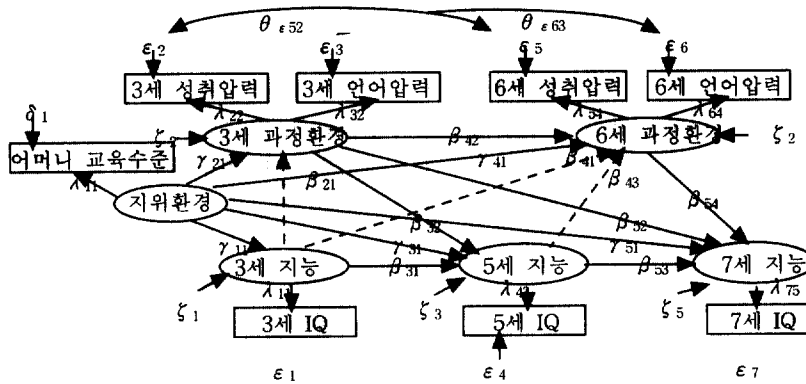 θ ε52 θ ε63
ε2 ε3 ε5 ε6
3세 성취압력 3세 언어압력 6세 성취압력 6세 언어압력
δ1 λ22 λ32 λ54 λ64
ζ2 3세 과정환경 β42 6세 과정환경 ζ2
어머니 교육수준 γ21 γ41 β41
λ11 β21 β43
지위환경 β54
β32 β52
γ11 γ31 γ51
3세 지능 β31 5세 지능 β53 7세 지능
λ11 λ43 λ75
ζ1 ζ3 ζ5
3세 IQ 5세 IQ 7세 IQ
ε1 ε4 ε7